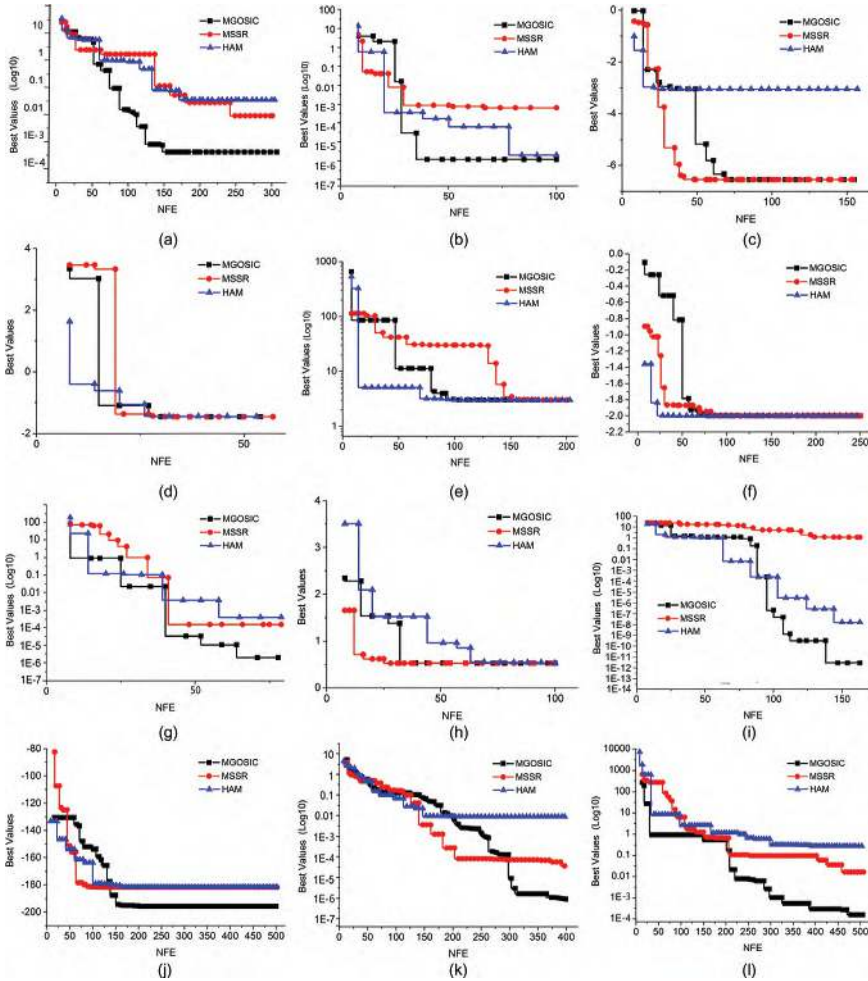 10
1
0.1
0.01
1E-3
1E-4
Best Values (Log10)
0 50 100 150 200 250 300
NFE
MGOSIC
MSSR
HAM
(a)
10
1
0.1
0.01
1E-3
1E-4
1E-5
1E-6
1E-7
Best Values (Log10)
50 100
NFE
MGOSIC
MSSR
HAM
(b)
0
-2
-4
-6
Best Values
0 50 100 150
NFE
MGOSIC
MSSR
HAM
(c)
4
2
0
-2
Best Values
0 50
NFE
MGOSIC
MSSR
HAM
(d)
1000
100
10
1
Best Values (Log10)
0 50 100 150 200
NFE
MGOSIC
MSSR
HAM
(e)
0.0
-0.2
-0.4
-0.6
-0.8
-1.0
-1.2
-1.4
-1.6
-1.8
-2.0
-2.2
Best Values
0 50 100 150 200 250
NFE
MGOSIC
MSSR
HAM
(f)
100
10
1
0.1
0.01
1E-3
1E-4
1E-5
1E-6
1E-7
Best Values (Log10)
50
NFE
MGOSIC
MSSR
HAM
(g)
4
3
2
1
0
Best Values
0 20 40 60 80 100
NFE
MGOSIC
MSSR
HAM
(h)
100
10
1
0.1
0.01
1E-3
1E-4
1E-5
1E-6
1E-7
1E-8
1E-9
1E-10
1E-11
1E-12
1E-13
1E-14
Best Values (Log10)
0 50 100 150
NFE
MGOSIC
MSSR
HAM
(i)
-80
-100
-120
-140
-160
-180
-200
Best Values
0 50 100 150 200 250 300 350 400 450 500
NFE
MGOSIC
MSSR
HAM
(j)
10
1
0.1
0.01
1E-3
1E-4
1E-5
1E-6
1E-7
Best Values (Log10)
0 50 100 150 200 250 300 350 400
NFE
MGOSIC
MSSR
HAM
(k)
10000
1000
100
10
1
0.1
0.01
1E-3
1E-4
Best Values (Log10)
0 50 100 150 200 250 300 350 400 450 500
NFE
MGOSIC
MSSR
HAM
(l)